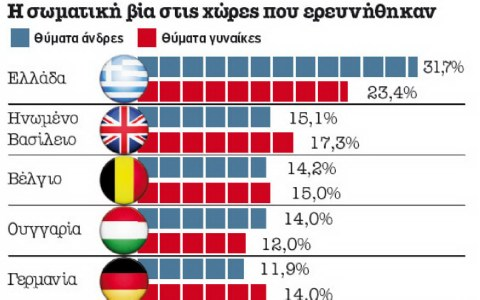 Η σωματική βία στις χώρες που ερευνήθηκαν
Θύματα άνδρες Θύματα γυναίκες
Ελλάδα
31,7%
23,4%
Ηνωμένο
Βασίλειο
15,1%
17,3%
Βέλγιο
14,2%
15,0%
Ουγγαρία
14,0%
12,0%
Γερμανία
11,9%
14,0%